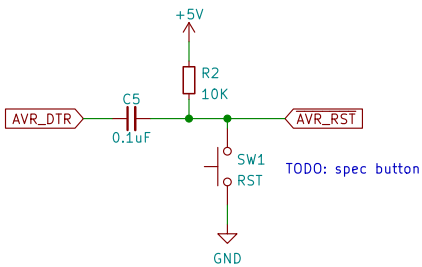 +5V
R2
10K
C5
AVR_DTR
0.1uF
AVR_RST
SW1
RST
TODO: spec button
GND